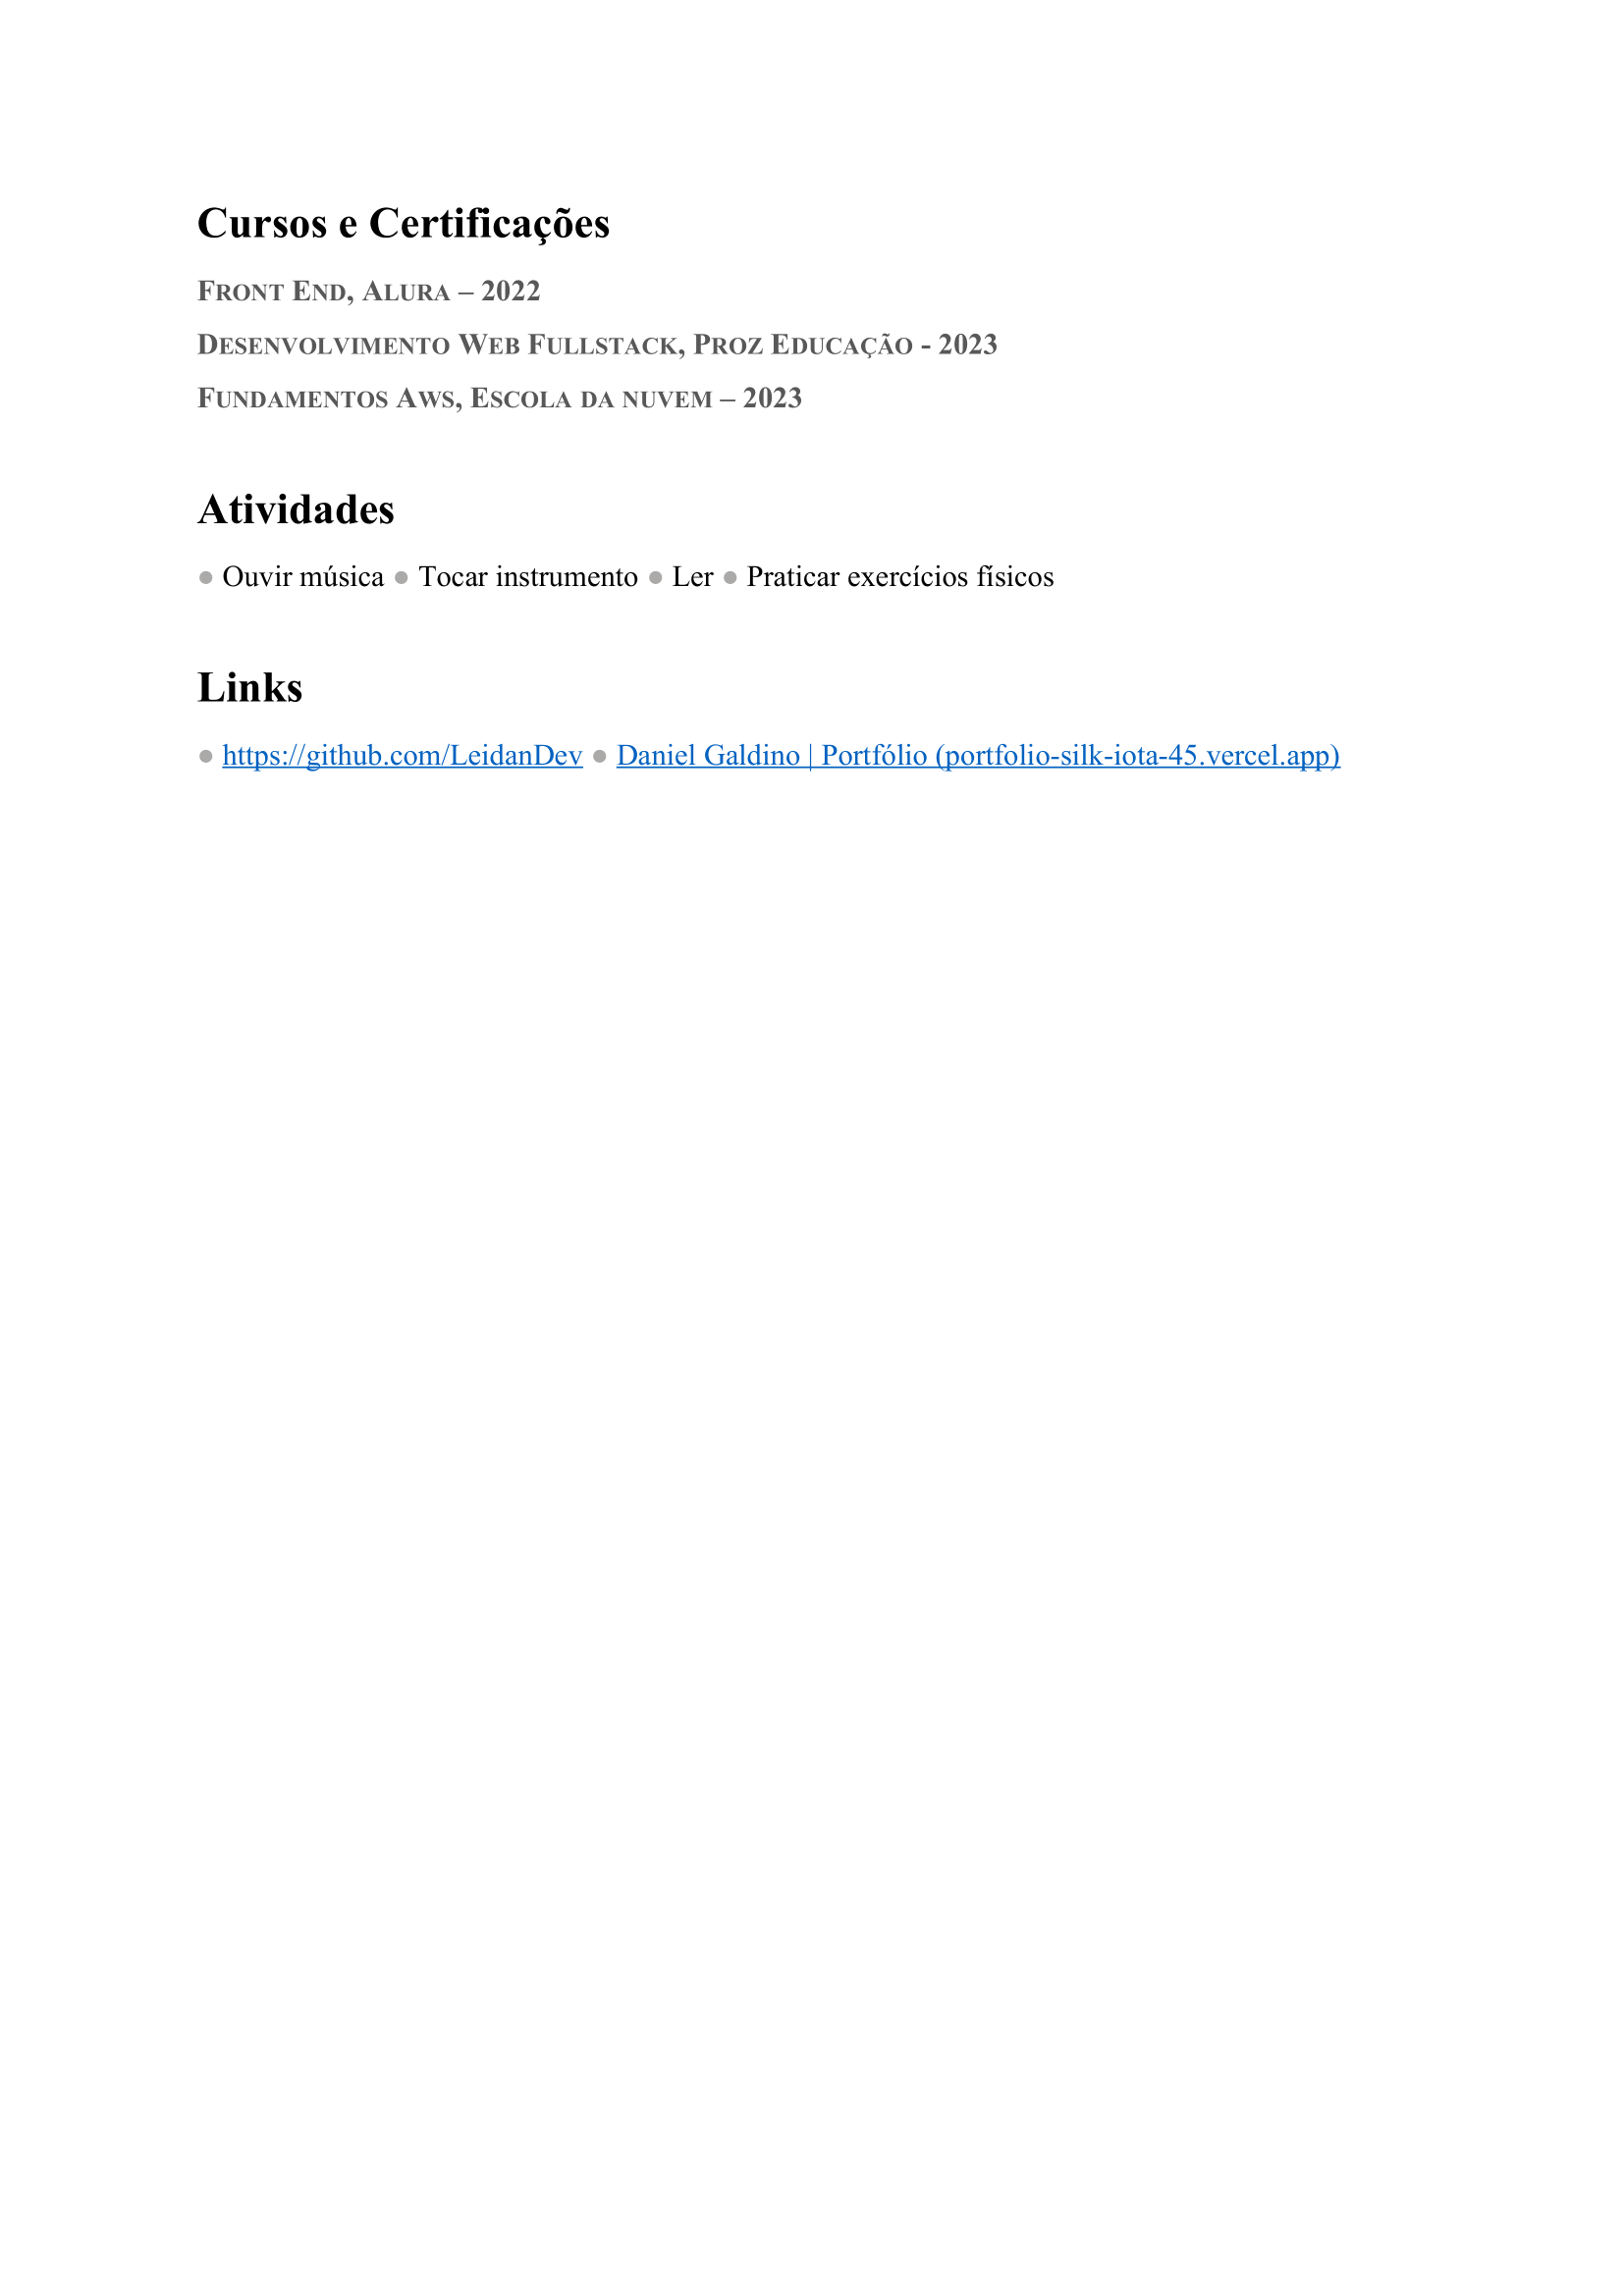 Cursos e Certificações
Front End, Alura – 2022
Desenvolvimento Web Fullstack, Proz Educação - 2023
Fundamentos Aws, Escola da nuvem – 2023
Atividades
● Ouvir música ● Tocar instrumento ● Ler ● Praticar exercícios físicos
Links
● https://github.com/LeidanDev ● Daniel Galdino | Portfólio (portfolio-silk-iota-45.vercel.app)